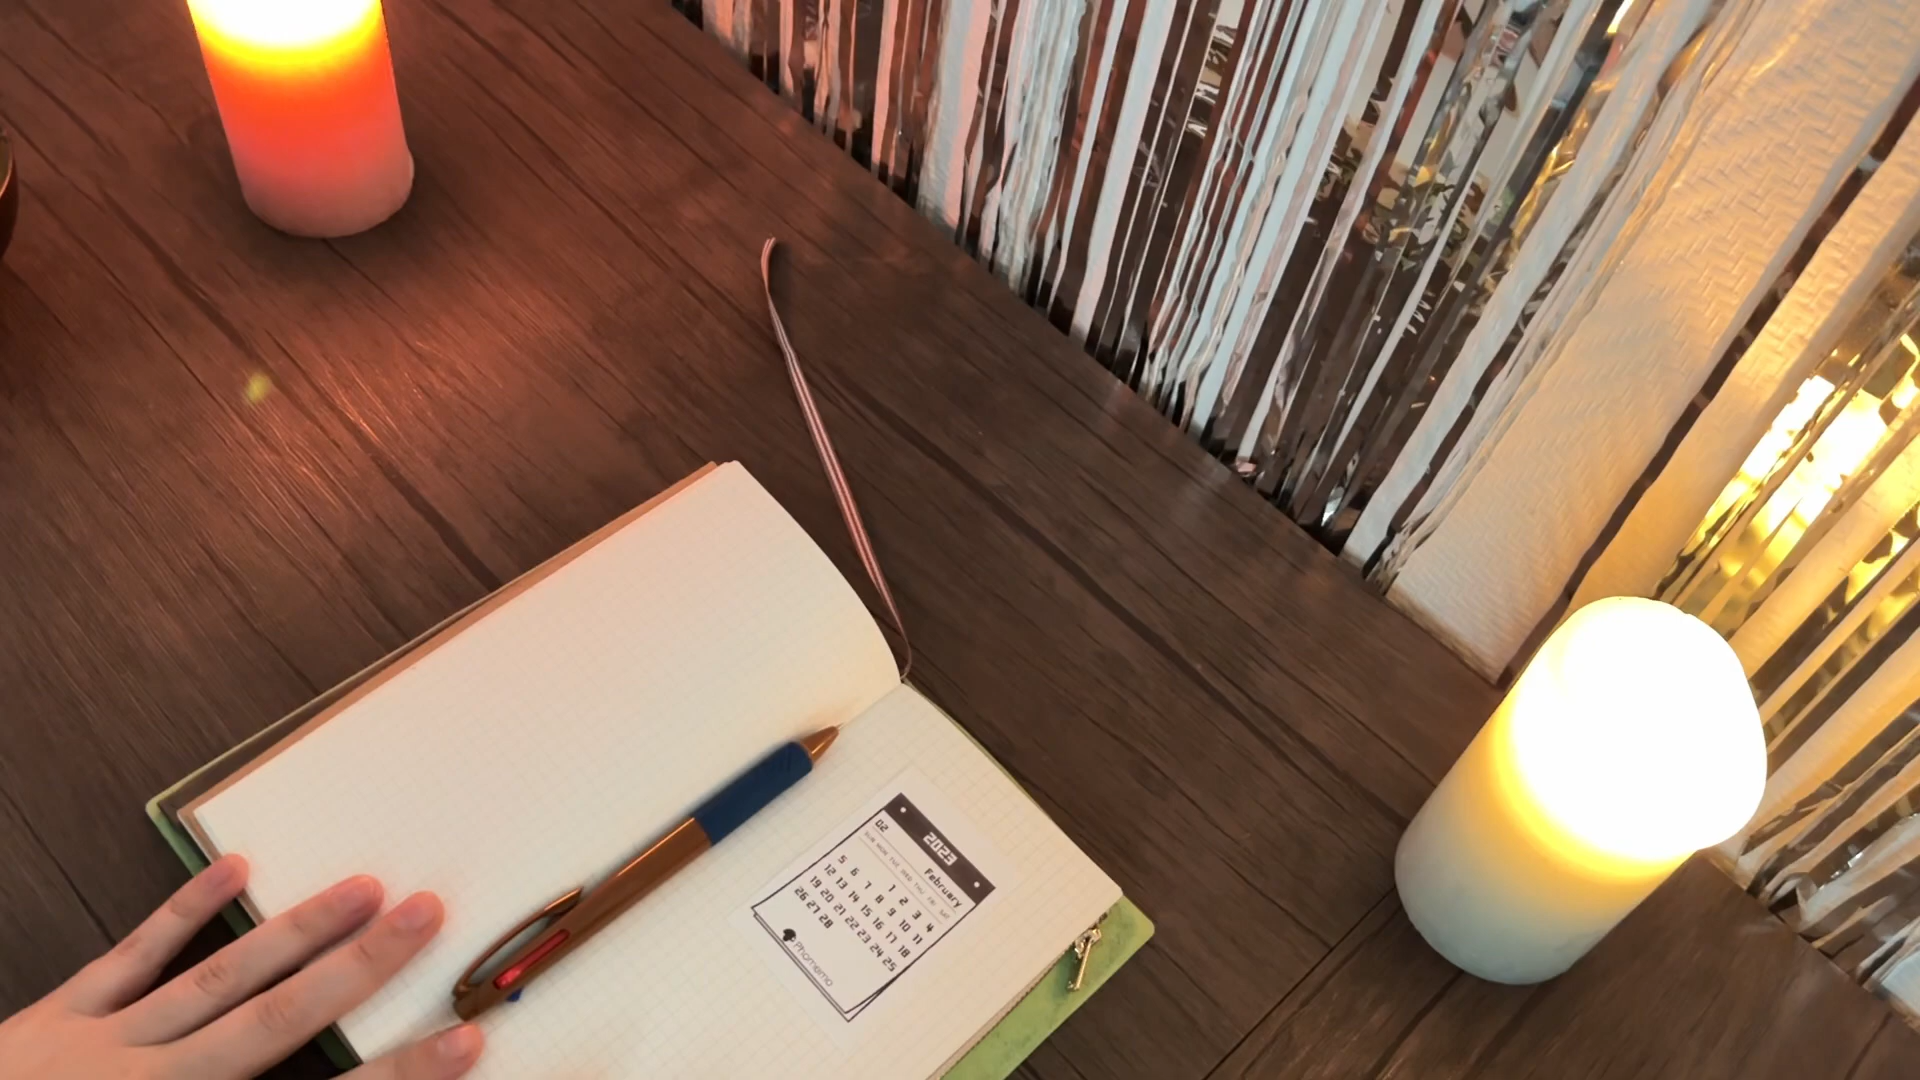 2023
02 February
SUN MON TUE WED THU FRI SAT
1 2 3 4
5 6 7 8 9 10 11
12 13 14 15 16 17 18
19 20 21 22 23 24 25
26 27 28
Phomemo